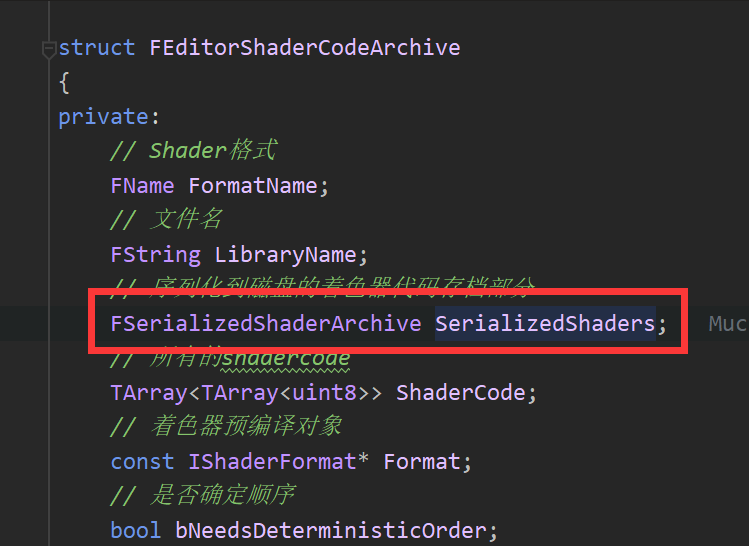 struct FEditorShaderCodeArchive
{
private:
// Shader格式
FName FormatName;
// 文件名
FString LibraryName;
// 序列化到磁盘的着色器代码存档部分
FSerializedShaderArchive SerializedShaders; Muc
// 所有的shadercode
TArray<TArray<uint8>> ShaderCode;
// 着色器预编译对象
const IShaderFormat* Format;
// 是否确定顺序
bool bNeedsDeterministicOrder;